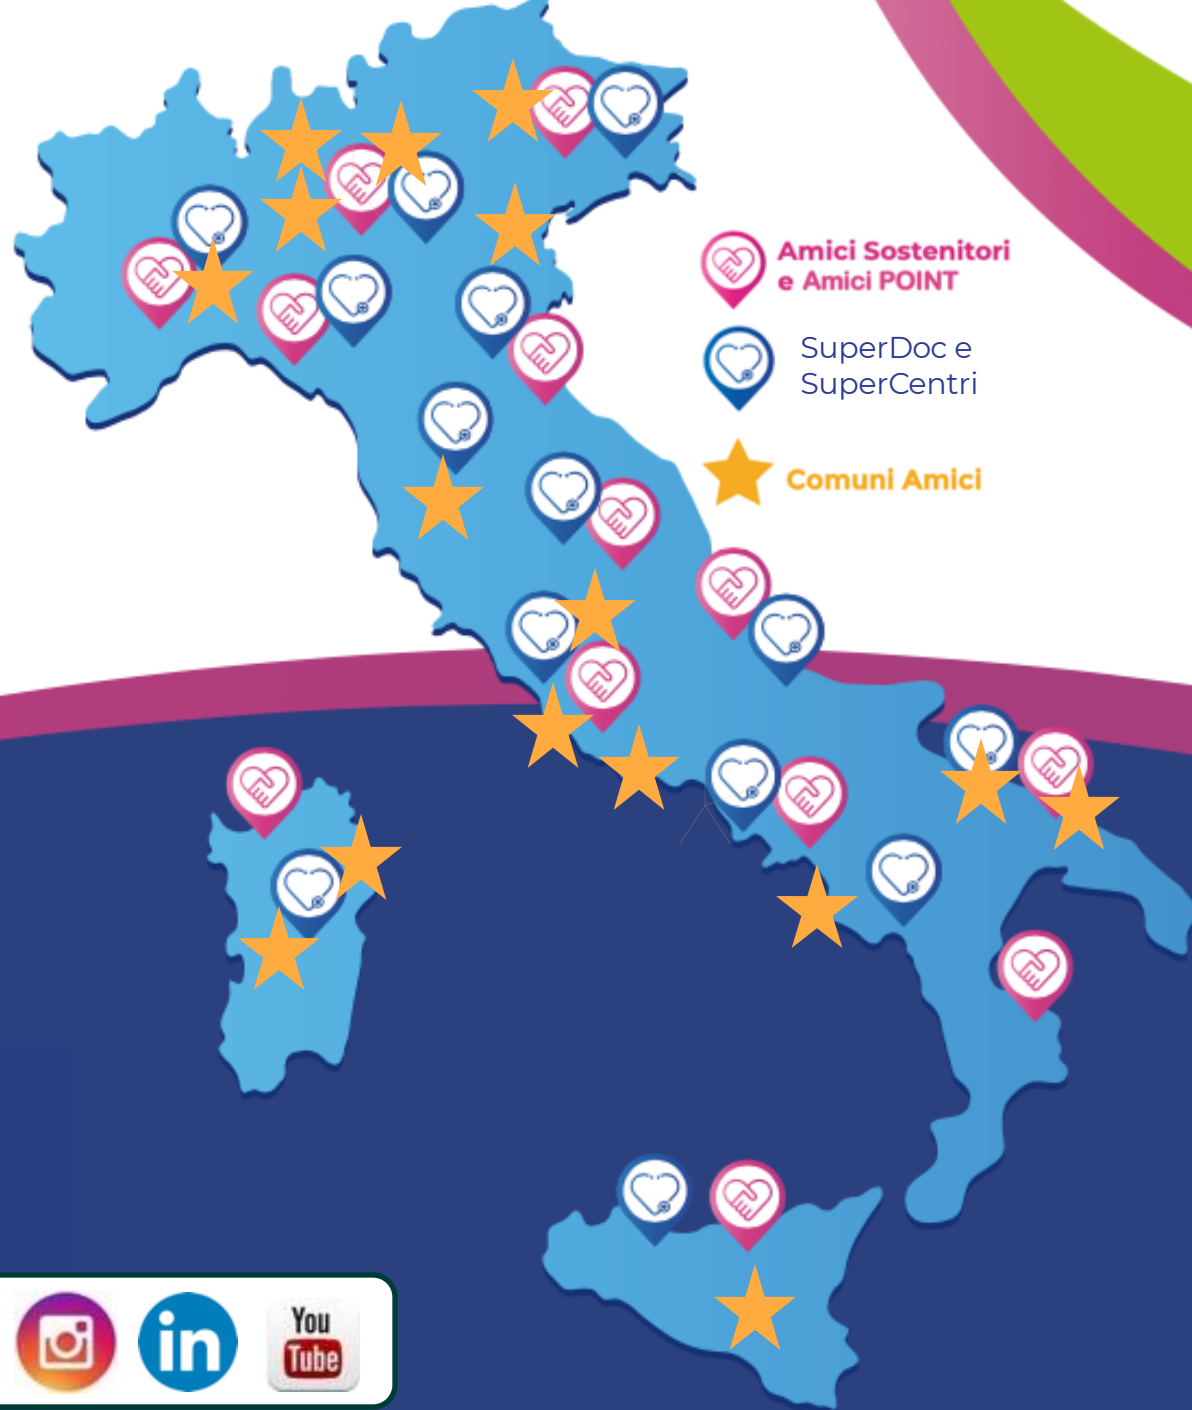 Amici Sostenitori
e Amici POINT
SuperDoc e
SuperCentri
Comuni Amici
in
You
Tube